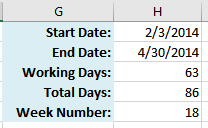 G H
Start Date: 2/3/2014
End Date: 4/30/2014
Working Days: 63
Total Days: 86
Week Number: 18